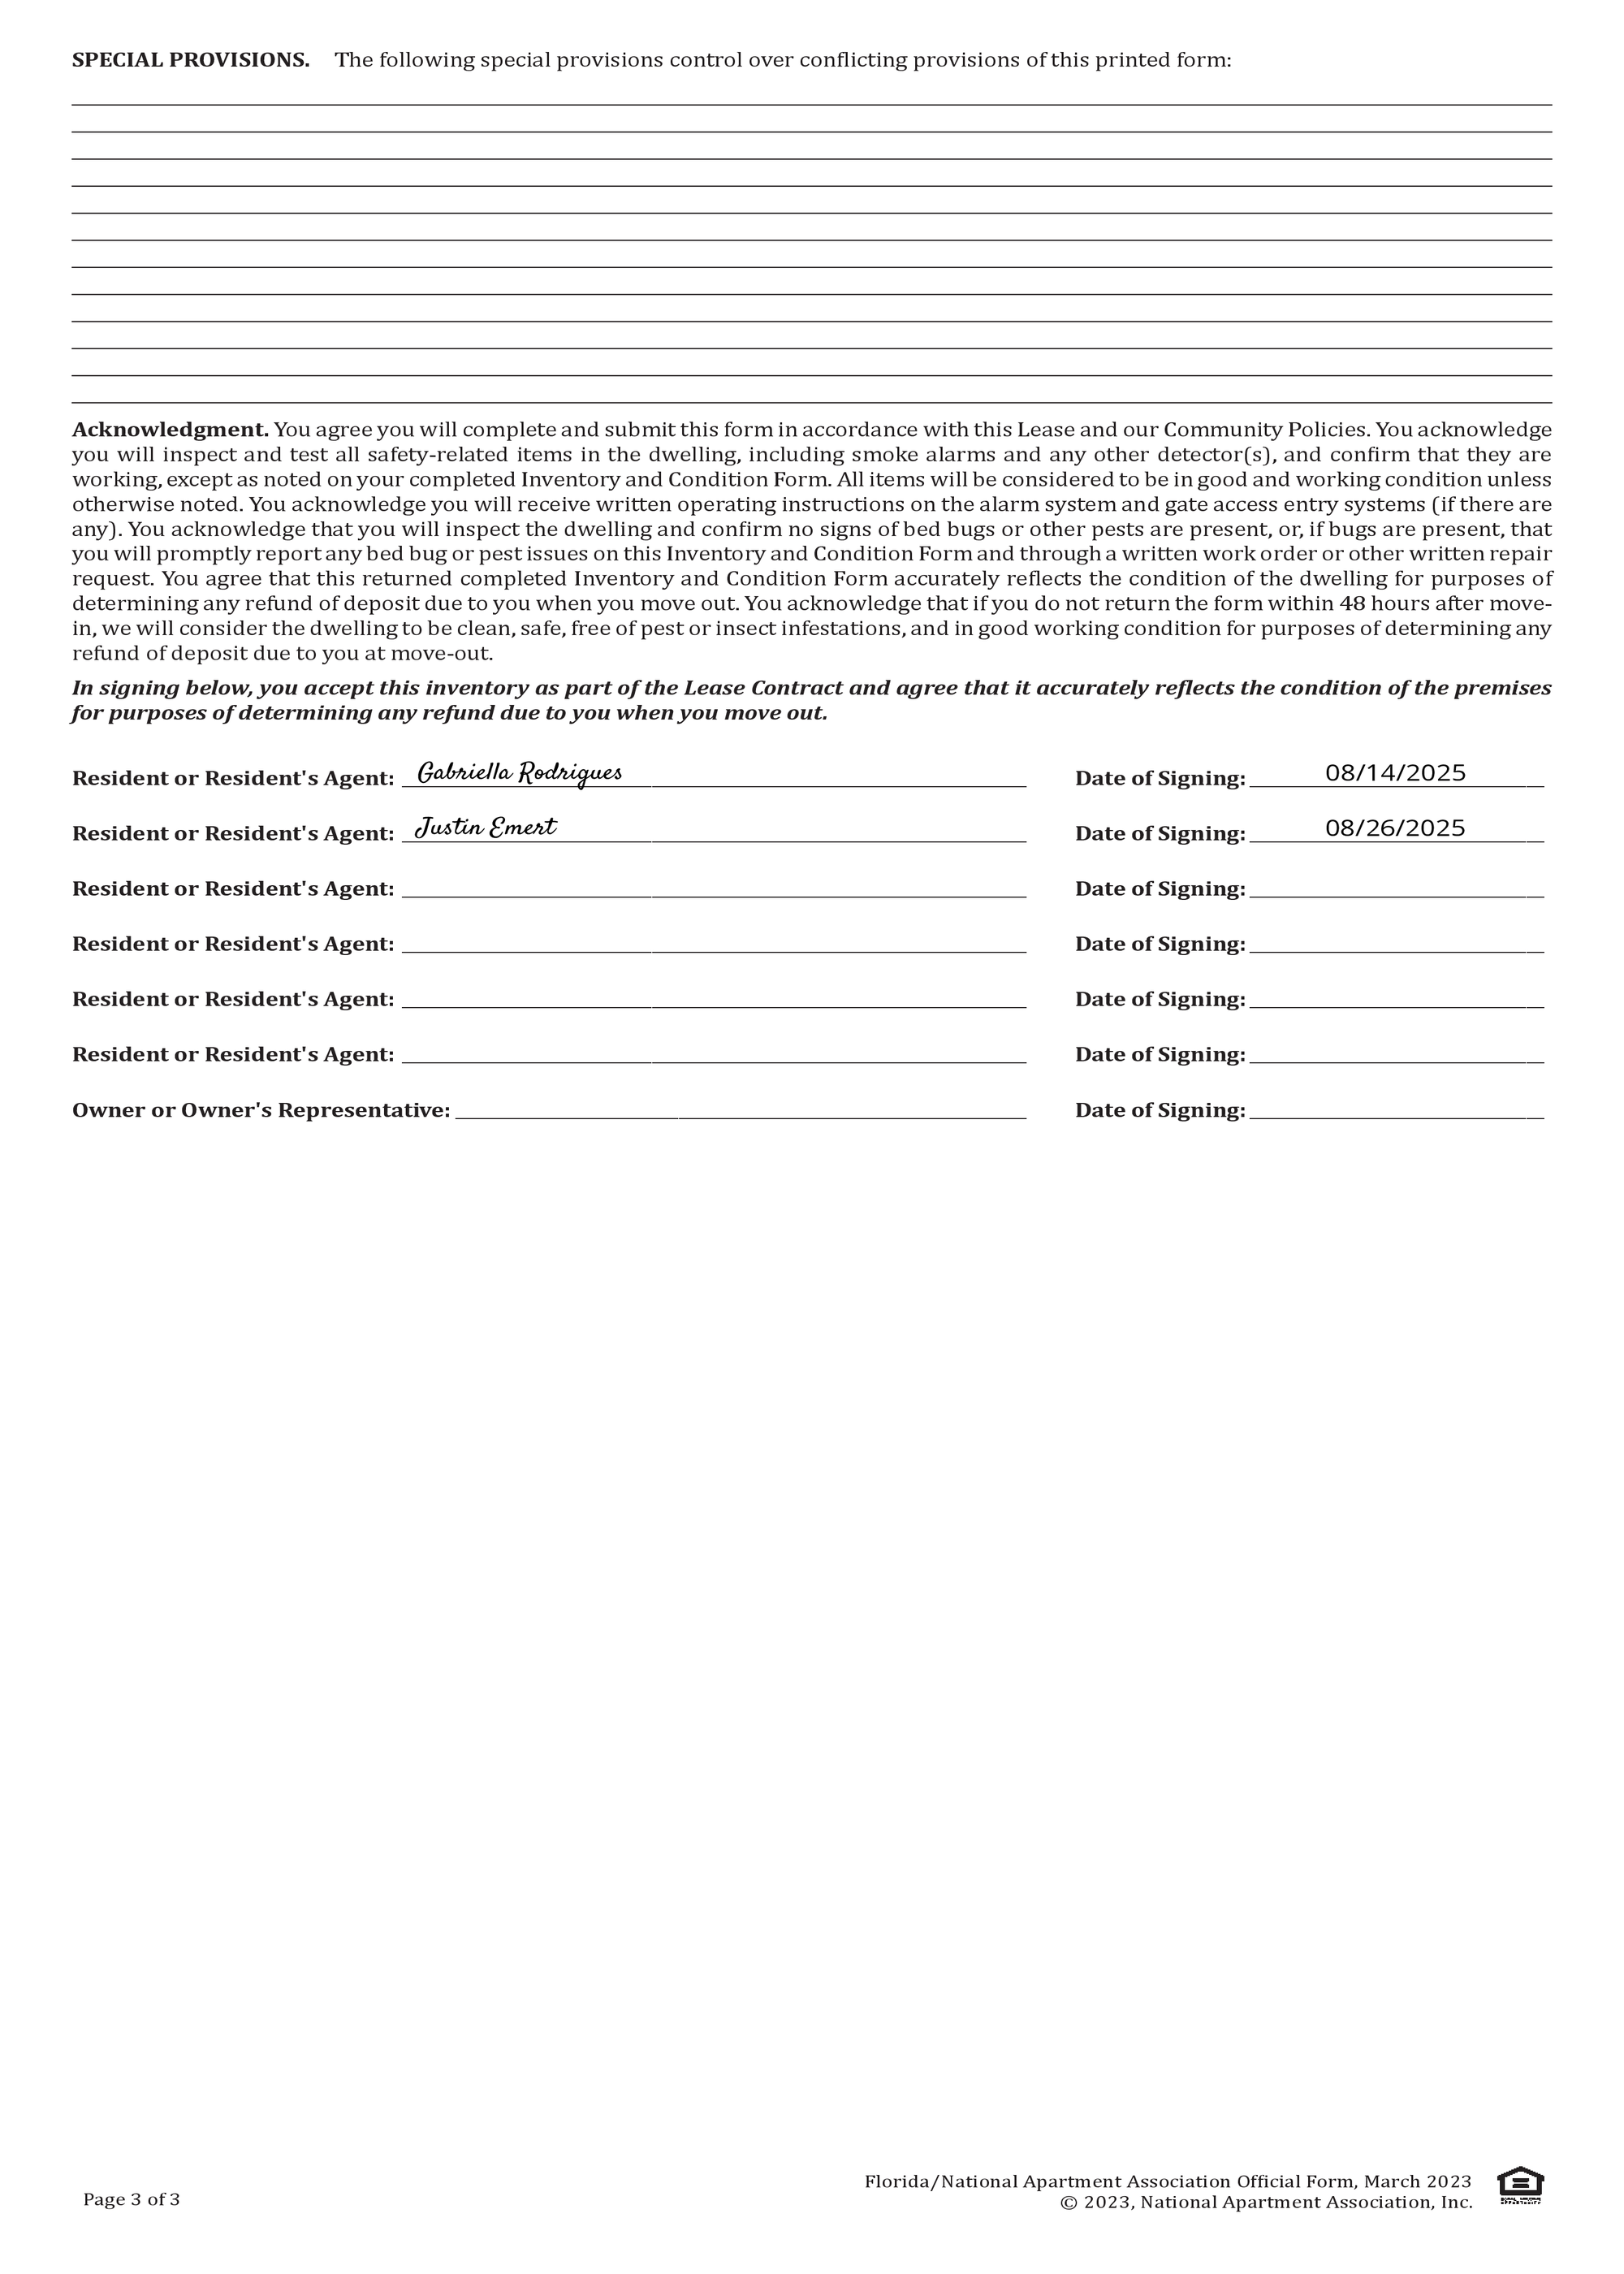 SPECIAL PROVISIONS. The following special provisions control over conflicting provisions of this printed form:
Acknowledgment. You agree you will complete and submit this form in accordance with this Lease and our Community Policies. You acknowledge
you will inspect and test all safety-related items in the dwelling, including smoke alarms and any other detector(s), and confirm that they are
working, except as noted on your completed Inventory and Condition Form. All items will be considered to be in good and working condition unless
otherwise noted. You acknowledge you will receive written operating instructions on the alarm system and gate access entry systems (if there are
any). You acknowledge that you will inspect the dwelling and confirm no signs of bed bugs or other pests are present, or, if bugs are present, that
you will promptly report any bed bug or pest issues on this Inventory and Condition Form and through a written work order or other written repair
request. You agree that this returned completed Inventory and Condition Form accurately reflects the condition of the dwelling for purposes of
determining any refund of deposit due to you when you move out. You acknowledge that if you do not return the form within 48 hours after move-
in, we will consider the dwelling to be clean, safe, free of pest or insect infestations, and in good working condition for purposes of determining any
refund of deposit due to you at move-out.
In signing below, you accept this inventory as part of the Lease Contract and agree that it accurately reflects the condition of the premises
for purposes of determining any refund due to you when you move out.
Resident or Resident's Agent: Gabriella Rodrigues Date of Signing: 08/14/2025
Resident or Resident's Agent: Justin Emert Date of Signing: 08/26/2025
Resident or Resident's Agent: Date of Signing:
Resident or Resident's Agent: Date of Signing:
Resident or Resident's Agent: Date of Signing:
Resident or Resident's Agent: Date of Signing:
Owner or Owner's Representative: Date of Signing:
Florida/National Apartment Association Official Form, March 2023
Page 3 of 3 © 2023, National Apartment Association, Inc.
EQUAL HOUSING
OPPORTUNITY